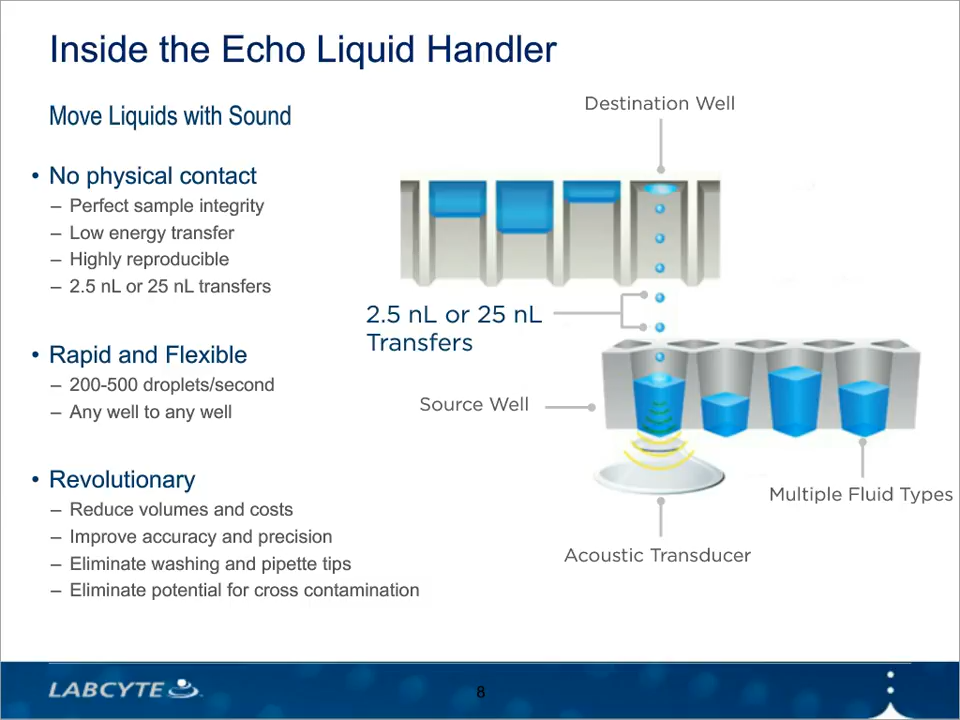 Inside the Echo Liquid Handler
Move Liquids with Sound
• No physical contact
– Perfect sample integrity
– Low energy transfer
– Highly reproducible
– 2.5 nL or 25 nL transfers
• Rapid and Flexible
– 200-500 droplets/second
– Any well to any well
• Revolutionary
– Reduce volumes and costs
– Improve accuracy and precision
– Eliminate washing and pipette tips
– Eliminate potential for cross contamination
Destination Well
2.5 nL or 25 nL
Transfers
Source Well
Multiple Fluid Types
Acoustic Transducer
LABCYTE
8